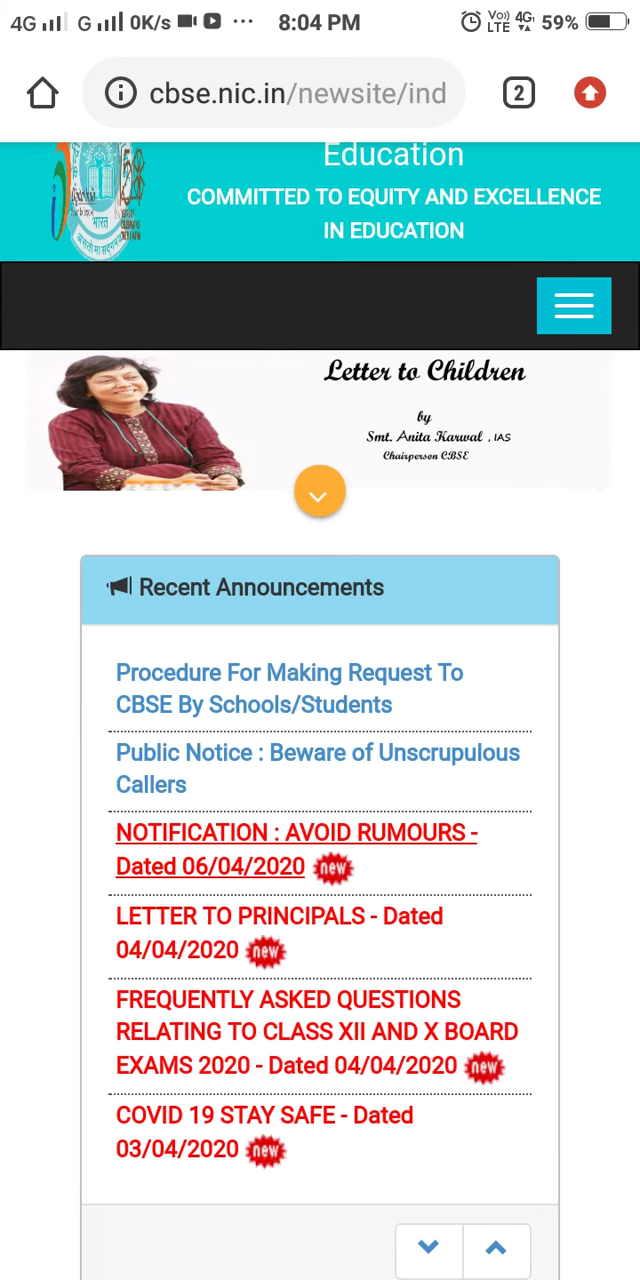 4G G 0K/s ... 8:04 PM Vo)) LTE 4G 59%
cbse.nic.in/newsite/ind 2
Education
COMMITTED TO EQUITY AND EXCELLENCE
IN EDUCATION
भारत
Letter to Children
by
Smt. Anita Karwal , IAS
Chairperson CBSE
Recent Announcements
Procedure For Making Request To
CBSE By Schools/Students
Public Notice : Beware of Unscrupulous
Callers
NOTIFICATION : AVOID RUMOURS -
Dated 06/04/2020 new
LETTER TO PRINCIPALS - Dated
04/04/2020 new
FREQUENTLY ASKED QUESTIONS
RELATING TO CLASS XII AND X BOARD
EXAMS 2020 - Dated 04/04/2020 new
COVID 19 STAY SAFE - Dated
03/04/2020 new